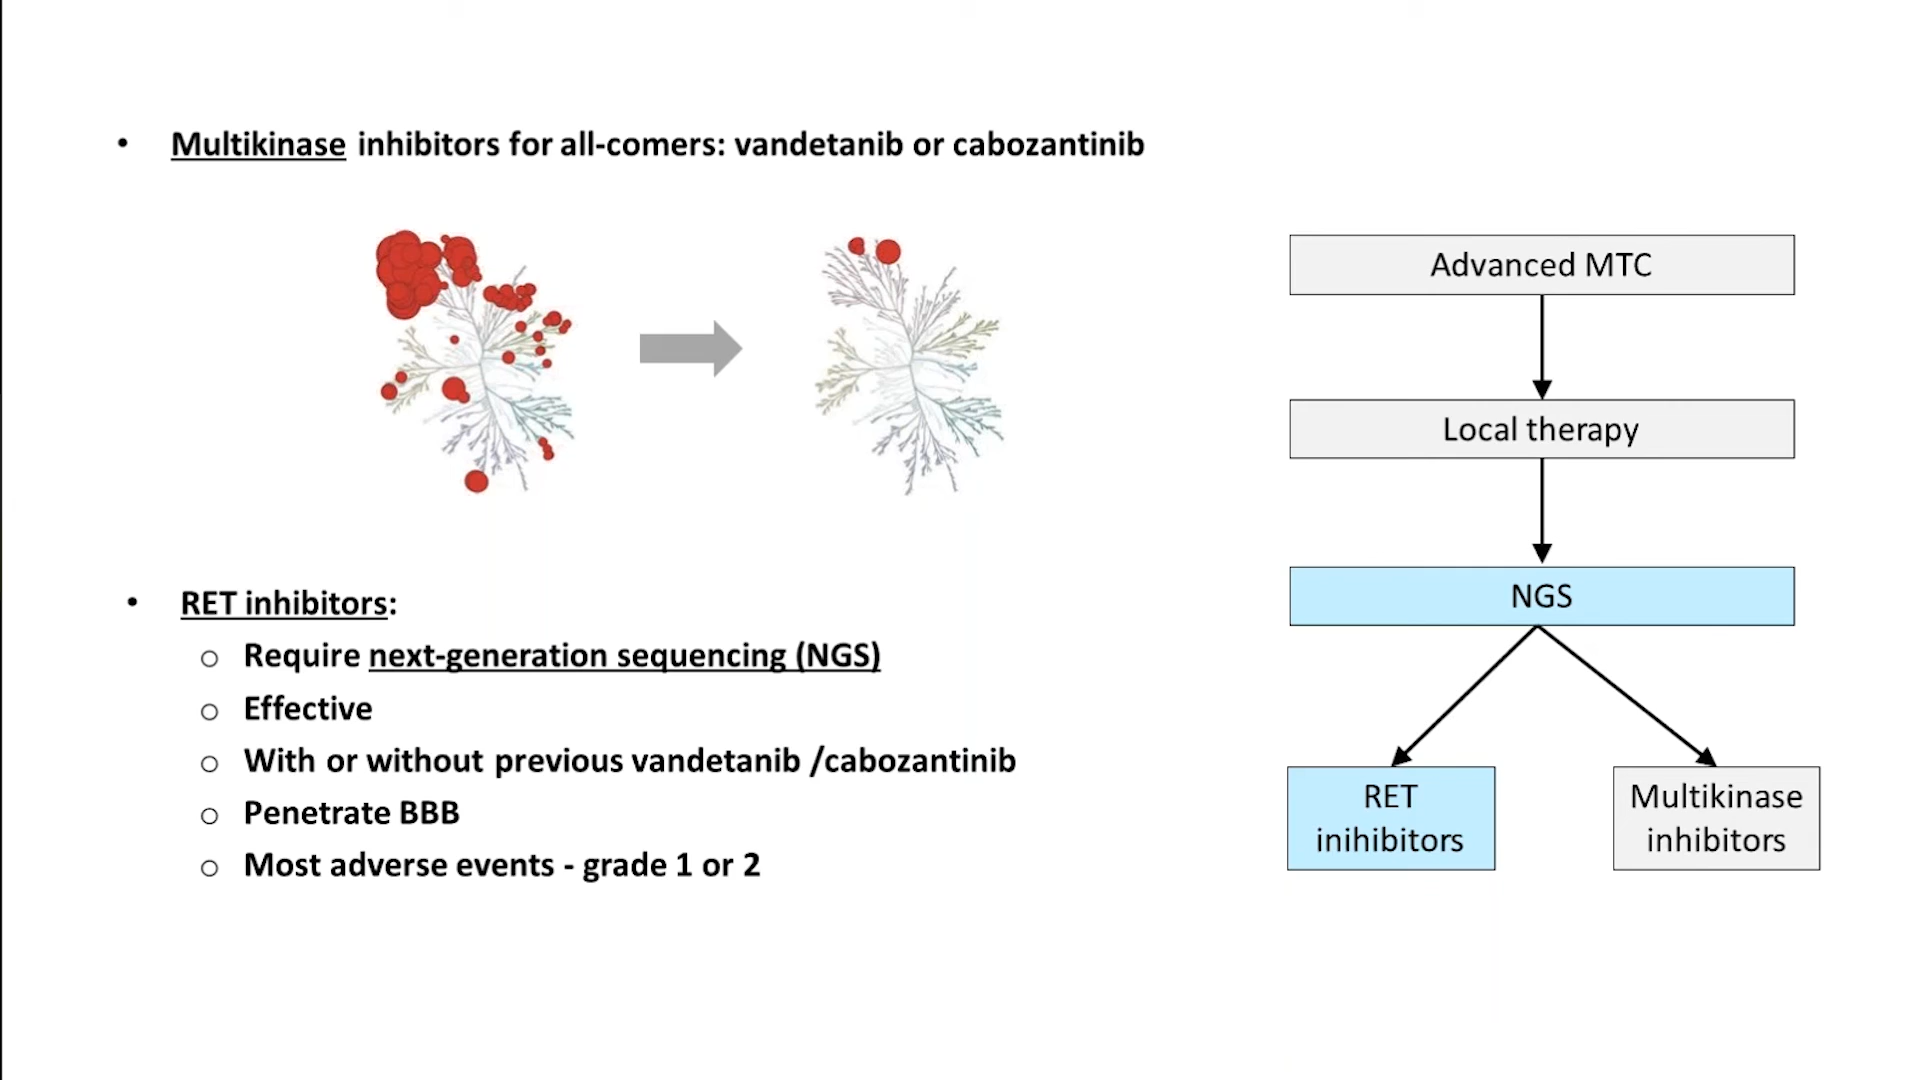 • Multikinase inhibitors for all-comers: vandetanib or cabozantinib
• RET inhibitors:
o Require next-generation sequencing (NGS)
o Effective
o With or without previous vandetanib /cabozantinib
o Penetrate BBB
o Most adverse events - grade 1 or 2
Advanced MTC
Local therapy
NGS
RET
inihibitors
Multikinase
inhibitors